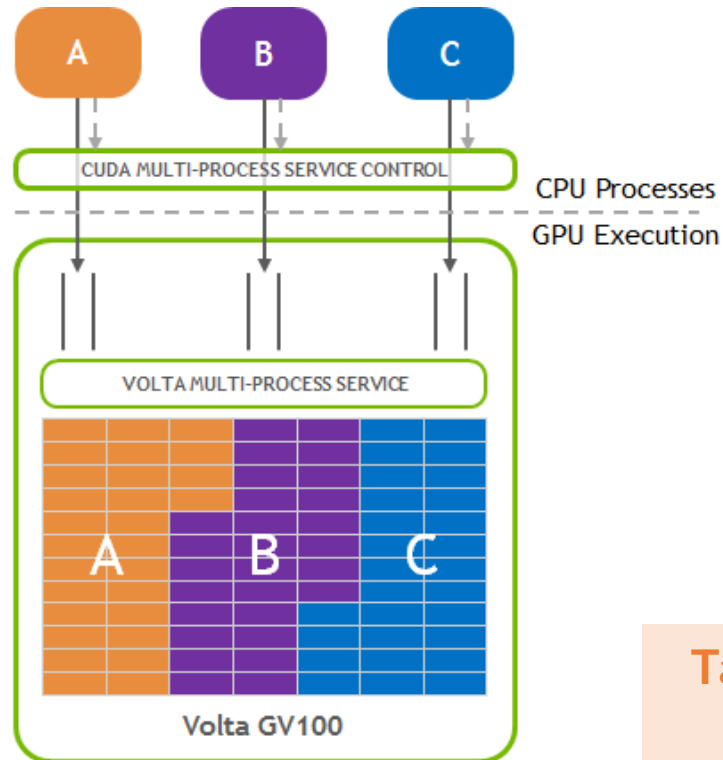 A
B
C
CUDA MULTI-PROCESS SERVICE CONTROL
CPU Processes
GPU Execution
VOLTA MULTI-PROCESS SERVICE
A
B
C
Volta GV100